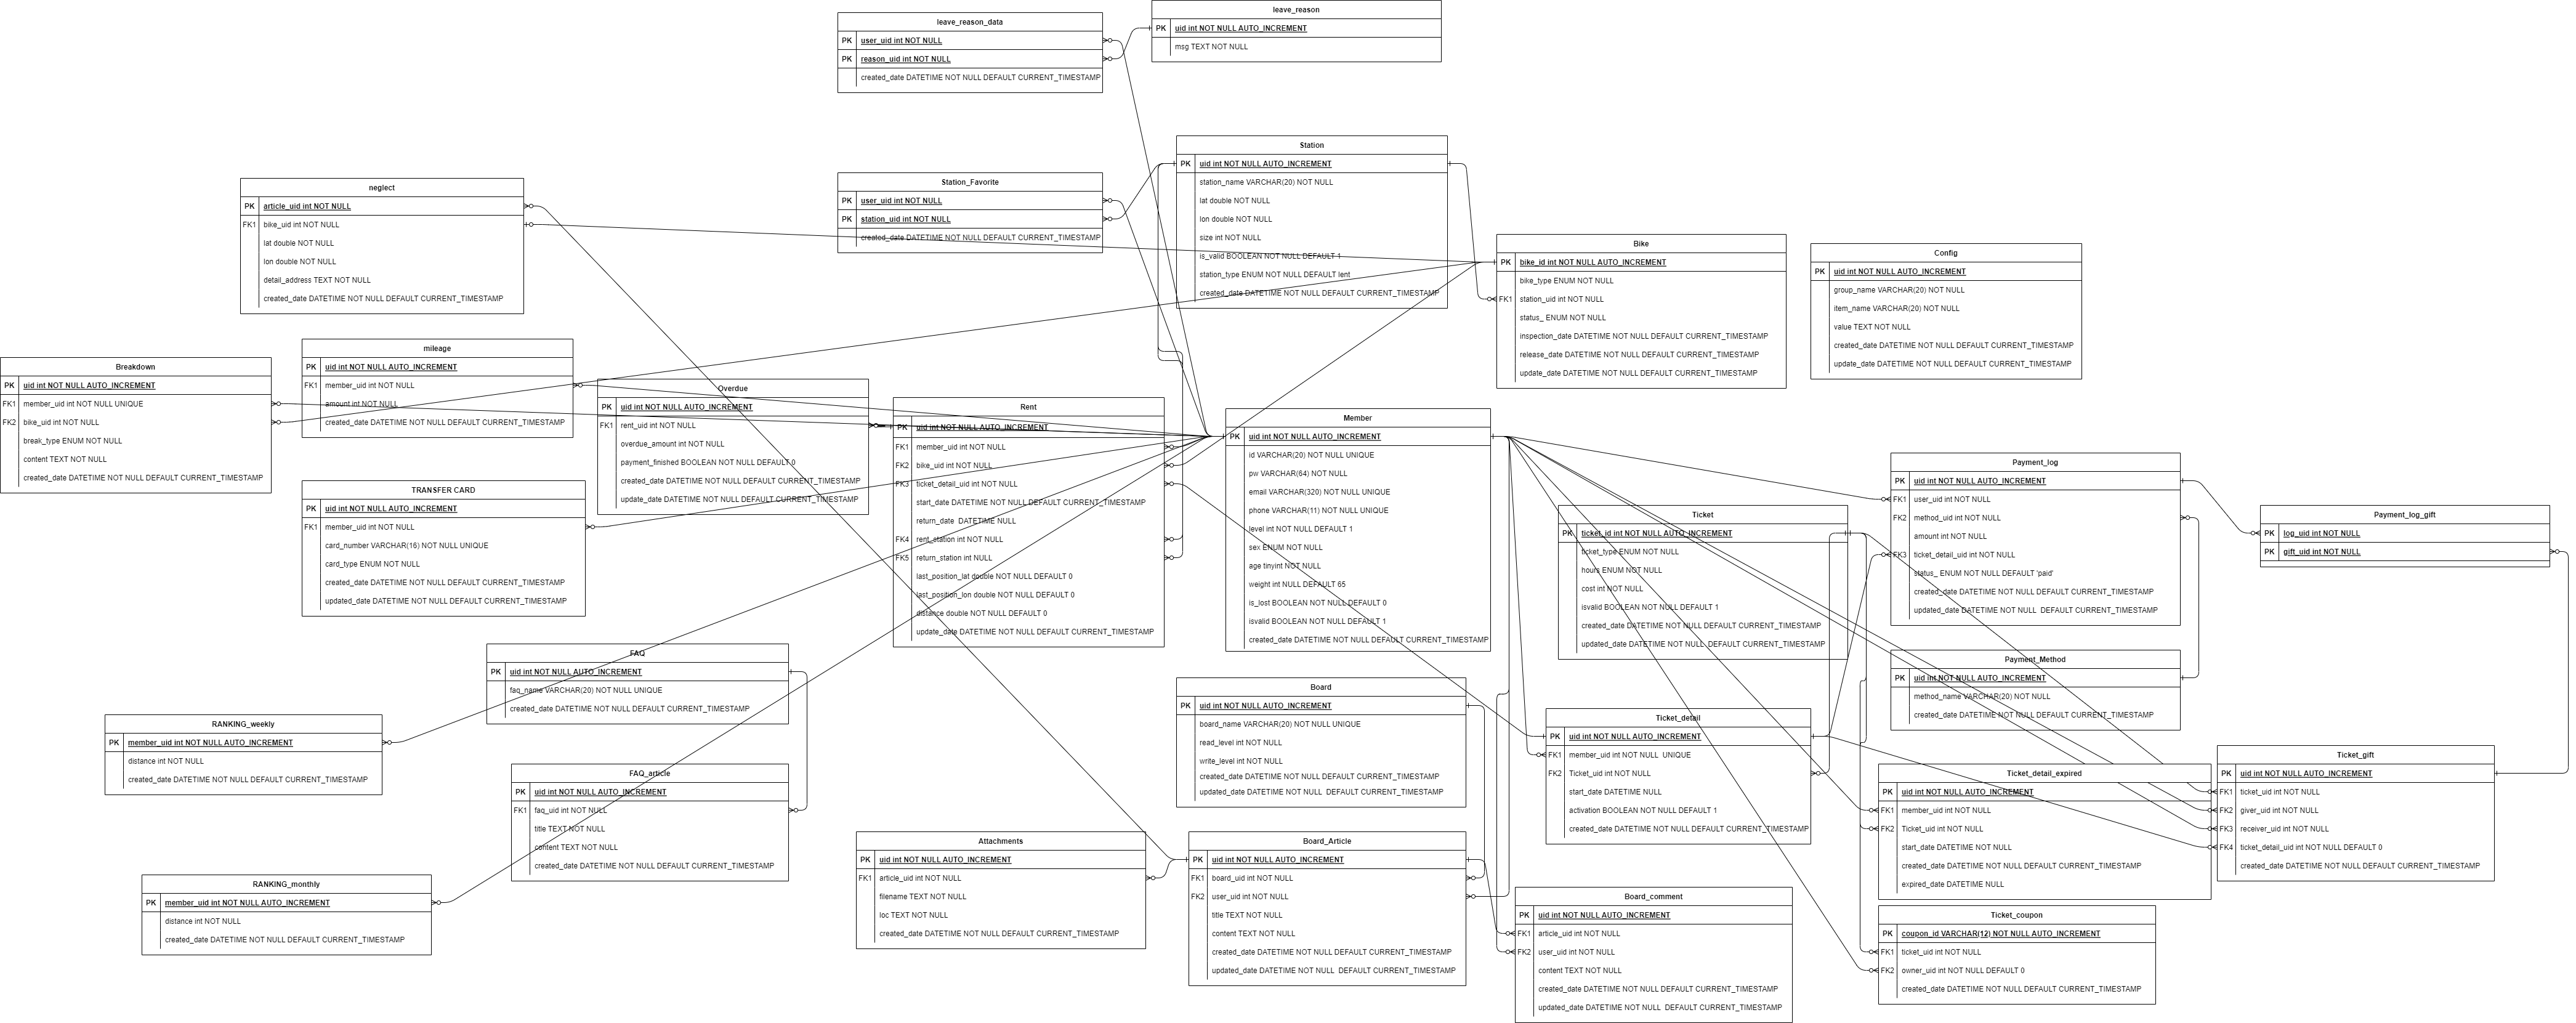 leave_reason_data
PK user_uid int NOT NULL
PK reason_uid int NOT NULL
created_date DATETIME NOT NULL DEFAULT CURRENT_TIMESTAMP
leave_reason
PK uid int NOT NULL AUTO_INCREMENT
msg TEXT NOT NULL
Station
PK uid int NOT NULL AUTO_INCREMENT
station_name VARCHAR(20) NOT NULL
lat double NOT NULL
lon double NOT NULL
size int NOT NULL
is_valid BOOLEAN NOT NULL DEFAULT 1
station_type ENUM NOT NULL DEFAULT lent
created_date DATETIME NOT NULL DEFAULT CURRENT_TIMESTAMP
Station_Favorite
PK user_uid int NOT NULL
PK station_uid int NOT NULL
created_date DATETIME NOT NULL DEFAULT CURRENT_TIMESTAMP
neglect
PK article_uid int NOT NULL
FK1 bike_uid int NOT NULL
lat double NOT NULL
lon double NOT NULL
detail_address TEXT NOT NULL
created_date DATETIME NOT NULL DEFAULT CURRENT_TIMESTAMP
Bike
PK bike_id int NOT NULL AUTO_INCREMENT
bike_type ENUM NOT NULL
FK1 station_uid int NOT NULL
status_ ENUM NOT NULL
inspection_date DATETIME NOT NULL DEFAULT CURRENT_TIMESTAMP
release_date DATETIME NOT NULL DEFAULT CURRENT_TIMESTAMP
update_date DATETIME NOT NULL DEFAULT CURRENT_TIMESTAMP
Config
PK uid int NOT NULL AUTO_INCREMENT
group_name VARCHAR(20) NOT NULL
item_name VARCHAR(20) NOT NULL
value TEXT NOT NULL
created_date DATETIME NOT NULL DEFAULT CURRENT_TIMESTAMP
update_date DATETIME NOT NULL DEFAULT CURRENT_TIMESTAMP
Breakdown
PK uid int NOT NULL AUTO_INCREMENT
FK1 member_uid int NOT NULL UNIQUE
FK2 bike_uid int NOT NULL
break_type ENUM NOT NULL
content TEXT NOT NULL
created_date DATETIME NOT NULL DEFAULT CURRENT_TIMESTAMP
mileage
PK uid int NOT NULL AUTO_INCREMENT
FK1 member_uid int NOT NULL
amount int NOT NULL
created_date DATETIME NOT NULL DEFAULT CURRENT_TIMESTAMP
Overdue
PK uid int NOT NULL AUTO_INCREMENT
FK1 rent_uid int NOT NULL
overdue_amount int NOT NULL
payment_finished BOOLEAN NOT NULL DEFAULT 0
created_date DATETIME NOT NULL DEFAULT CURRENT_TIMESTAMP
update_date DATETIME NOT NULL DEFAULT CURRENT_TIMESTAMP
Rent
PK uid int NOT NULL AUTO_INCREMENT
FK1 member_uid int NOT NULL
FK2 bike_uid int NOT NULL
FK3 ticket_detail_uid int NOT NULL
start_date DATETIME NOT NULL DEFAULT CURRENT_TIMESTAMP
return_date DATETIME NULL
FK4 rent_station int NOT NULL
FK5 return_station int NULL
last_position_lat double NOT NULL DEFAULT 0
last_position_lon double NOT NULL DEFAULT 0
distance double NOT NULL DEFAULT 0
update_date DATETIME NOT NULL DEFAULT CURRENT_TIMESTAMP
Member
PK uid int NOT NULL AUTO_INCREMENT
id VARCHAR(20) NOT NULL UNIQUE
pw VARCHAR(64) NOT NULL
email VARCHAR(320) NOT NULL UNIQUE
phone VARCHAR(11) NOT NULL UNIQUE
level int NOT NULL DEFAULT 1
sex ENUM NOT NULL
age tinyint NOT NULL
weight int NULL DEFAULT 65
is_lost BOOLEAN NOT NULL DEFAULT 0
isvalid BOOLEAN NOT NULL DEFAULT 1
created_date DATETIME NOT NULL DEFAULT CURRENT_TIMESTAMP
TRANSFER CARD
PK uid int NOT NULL AUTO_INCREMENT
FK1 member_uid int NOT NULL
card_number VARCHAR(16) NOT NULL UNIQUE
card_type ENUM NOT NULL
created_date DATETIME NOT NULL DEFAULT CURRENT_TIMESTAMP
updated_date DATETIME NOT NULL DEFAULT CURRENT_TIMESTAMP
Ticket
PK ticket_id int NOT NULL AUTO_INCREMENT
ticket_type ENUM NOT NULL
hours ENUM NOT NULL
cost int NOT NULL
isvalid BOOLEAN NOT NULL DEFAULT 1
created_date DATETIME NOT NULL DEFAULT CURRENT_TIMESTAMP
updated_date DATETIME NOT NULL DEFAULT CURRENT_TIMESTAMP
Payment_log
PK uid int NOT NULL AUTO_INCREMENT
FK1 user_uid int NOT NULL
FK2 method_uid int NOT NULL
amount int NOT NULL
FK3 ticket_detail_uid int NOT NULL
status_ ENUM NOT NULL DEFAULT 'paid'
created_date DATETIME NOT NULL DEFAULT CURRENT_TIMESTAMP
updated_date DATETIME NOT NULL DEFAULT CURRENT_TIMESTAMP
Payment_log_gift
PK log_uid int NOT NULL
PK gift_uid int NOT NULL
Payment_Method
PK uid int NOT NULL AUTO_INCREMENT
method_name VARCHAR(20) NOT NULL
created_date DATETIME NOT NULL DEFAULT CURRENT_TIMESTAMP
FAQ
PK uid int NOT NULL AUTO_INCREMENT
faq_name VARCHAR(20) NOT NULL UNIQUE
created_date DATETIME NOT NULL DEFAULT CURRENT_TIMESTAMP
RANKING_weekly
PK member_uid int NOT NULL AUTO_INCREMENT
distance int NOT NULL
created_date DATETIME NOT NULL DEFAULT CURRENT_TIMESTAMP
FAQ_article
PK uid int NOT NULL AUTO_INCREMENT
FK1 faq_uid int NOT NULL
title TEXT NOT NULL
content TEXT NOT NULL
created_date DATETIME NOT NULL DEFAULT CURRENT_TIMESTAMP
RANKING_monthly
PK member_uid int NOT NULL AUTO_INCREMENT
distance int NOT NULL
created_date DATETIME NOT NULL DEFAULT CURRENT_TIMESTAMP
Board
PK uid int NOT NULL AUTO_INCREMENT
board_name VARCHAR(20) NOT NULL UNIQUE
read_level int NOT NULL
write_level int NOT NULL
created_date DATETIME NOT NULL DEFAULT CURRENT_TIMESTAMP
updated_date DATETIME NOT NULL DEFAULT CURRENT_TIMESTAMP
Ticket_detail
PK uid int NOT NULL AUTO_INCREMENT
FK1 member_uid int NOT NULL UNIQUE
FK2 Ticket_uid int NOT NULL
start_date DATETIME NULL
activation BOOLEAN NOT NULL DEFAULT 1
created_date DATETIME NOT NULL DEFAULT CURRENT_TIMESTAMP
Ticket_detail_expired
PK uid int NOT NULL AUTO_INCREMENT
FK1 member_uid int NOT NULL
FK2 Ticket_uid int NOT NULL
start_date DATETIME NOT NULL
created_date DATETIME NOT NULL DEFAULT CURRENT_TIMESTAMP
expired_date DATETIME NULL
Ticket_gift
PK uid int NOT NULL AUTO_INCREMENT
FK1 ticket_uid int NOT NULL
FK2 giver_uid int NOT NULL
FK3 receiver_uid int NOT NULL
FK4 ticket_detail_uid int NOT NULL DEFAULT 0
created_date DATETIME NOT NULL DEFAULT CURRENT_TIMESTAMP
Attachments
PK uid int NOT NULL AUTO_INCREMENT
FK1 article_uid int NOT NULL
filename TEXT NOT NULL
loc TEXT NOT NULL
created_date DATETIME NOT NULL DEFAULT CURRENT_TIMESTAMP
Board_Article
PK uid int NOT NULL AUTO_INCREMENT
FK1 board_uid int NOT NULL
FK2 user_uid int NOT NULL
title TEXT NOT NULL
content TEXT NOT NULL
created_date DATETIME NOT NULL DEFAULT CURRENT_TIMESTAMP
updated_date DATETIME NOT NULL DEFAULT CURRENT_TIMESTAMP
Board_comment
PK uid int NOT NULL AUTO_INCREMENT
FK1 article_uid int NOT NULL
FK2 user_uid int NOT NULL
content TEXT NOT NULL
created_date DATETIME NOT NULL DEFAULT CURRENT_TIMESTAMP
updated_date DATETIME NOT NULL DEFAULT CURRENT_TIMESTAMP
Ticket_coupon
PK coupon_id VARCHAR(12) NOT NULL AUTO_INCREMENT
FK1 ticket_uid int NOT NULL
FK2 owner_uid int NOT NULL DEFAULT 0
created_date DATETIME NOT NULL DEFAULT CURRENT_TIMESTAMP